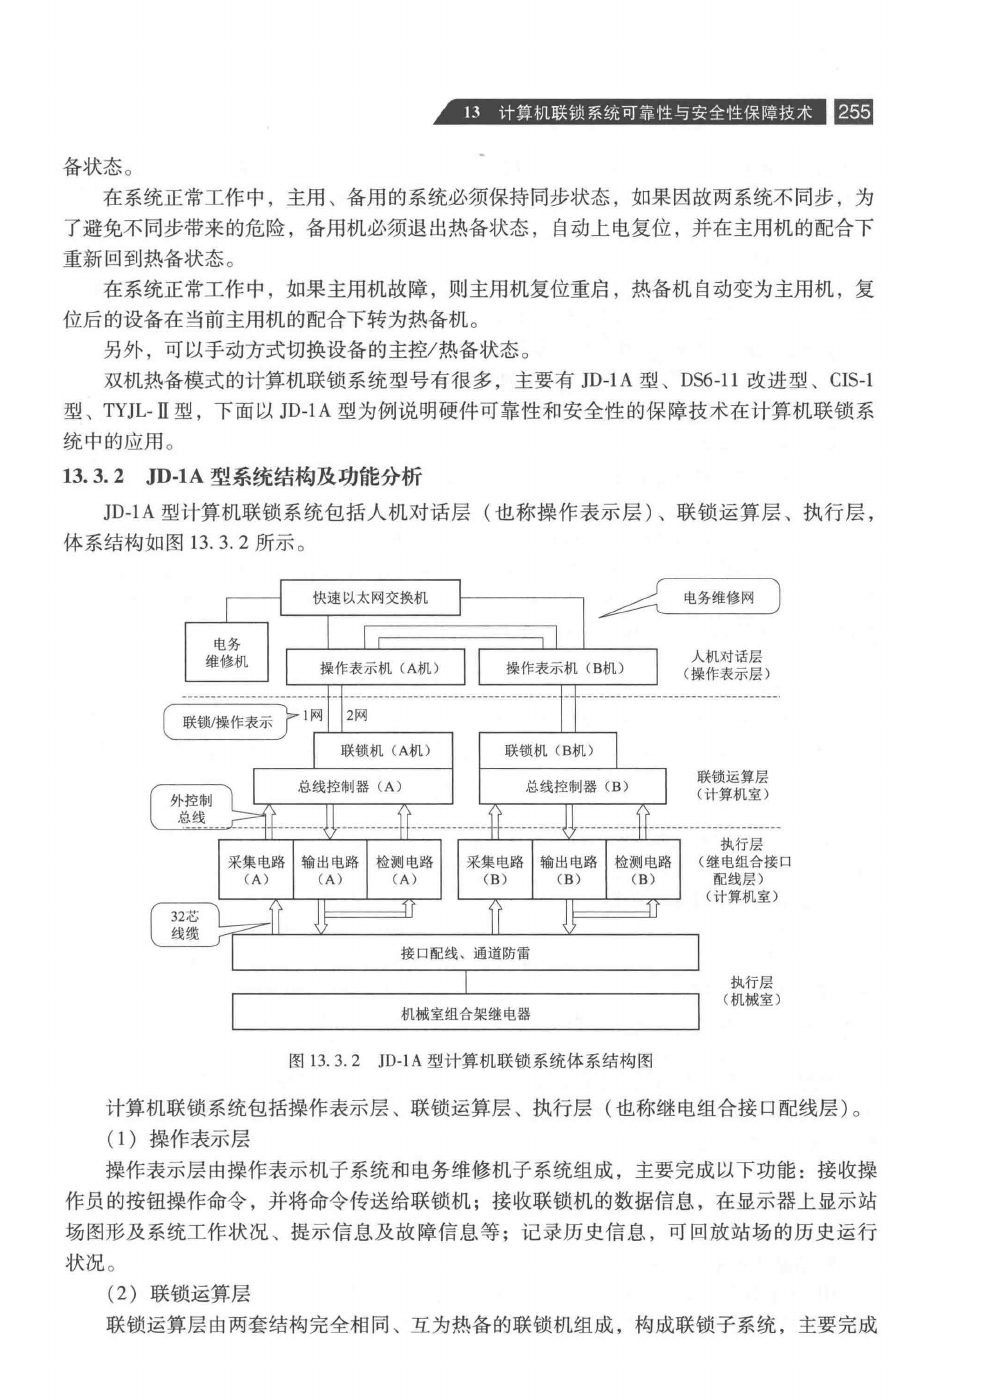 13 计算机联锁系统可靠性与安全性保障技术 255
备状态。
在系统正常工作中，主用、备用的系统必须保持同步状态，如果因故两系统不同步，为
了避免不同步带来的危险，备用机必须退出热备状态，自动上电复位，并在主用机的配合下
重新回到热备状态。
在系统正常工作中，如果主用机故障，则主用机复位重启，热备机自动变为主用机，复
位后的设备在当前主用机的配合下转为热备机。
另外，可以手动方式切换设备的主控/热备状态。
双机热备模式的计算机联锁系统型号有很多，主要有 JD-1A 型、DS6-11 改进型、CIS-1
型、TYJL-Ⅱ型，下面以 JD-1A 型为例说明硬件可靠性和安全性的保障技术在计算机联锁系
统中的应用。
13.3.2 JD-1A 型系统结构及功能分析
JD-1A 型计算机联锁系统包括人机对话层（也称操作表示层）、联锁运算层、执行层，
体系结构如图 13.3.2 所示。
快速以太网交换机
电务维修网
电务
维修机
操作表示机（A机）
操作表示机（B机）
人机对话层
（操作表示层）
联锁/操作表示
1网
2网
联锁机（A机）
联锁机（B机）
总线控制器（A）
总线控制器（B）
联锁运算层
（计算机室）
外控制
总线
采集电路
（A）
输出电路
（A）
检测电路
（A）
采集电路
（B）
输出电路
（B）
检测电路
（B）
执行层
（继电组合接口
配线层）
（计算机室）
32芯
线缆
接口配线、通道防雷
执行层
（机械室）
机械室组合架继电器
图 13.3.2 JD-1A 型计算机联锁系统体系结构图
计算机联锁系统包括操作表示层、联锁运算层、执行层（也称继电组合接口配线层）。
（1）操作表示层
操作表示层由操作表示机子系统和电务维修机子系统组成，主要完成以下功能：接收操
作员的按钮操作命令，并将命令传送给联锁机；接收联锁机的数据信息，在显示器上显示站
场图形及系统工作状况、提示信息及故障信息等；记录历史信息，可回放站场的历史运行
状况。
（2）联锁运算层
联锁运算层由两套结构完全相同、互为热备的联锁机组成，构成联锁子系统，主要完成